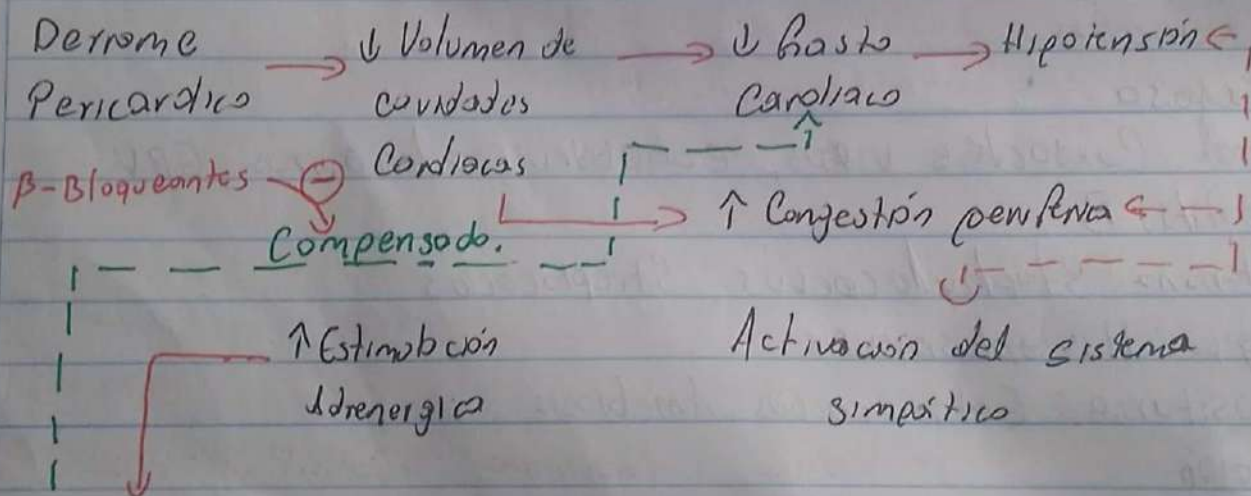 Derrame ↓ Volumen de ↓ Gasto Hipotensión
Pericardico cavidades Cardiaco
β-Bloqueantes - Cardiacas
↑ Congestión periferica
Compensado.
↑ Estimulación Activación del sistema
Adrenergica simpático